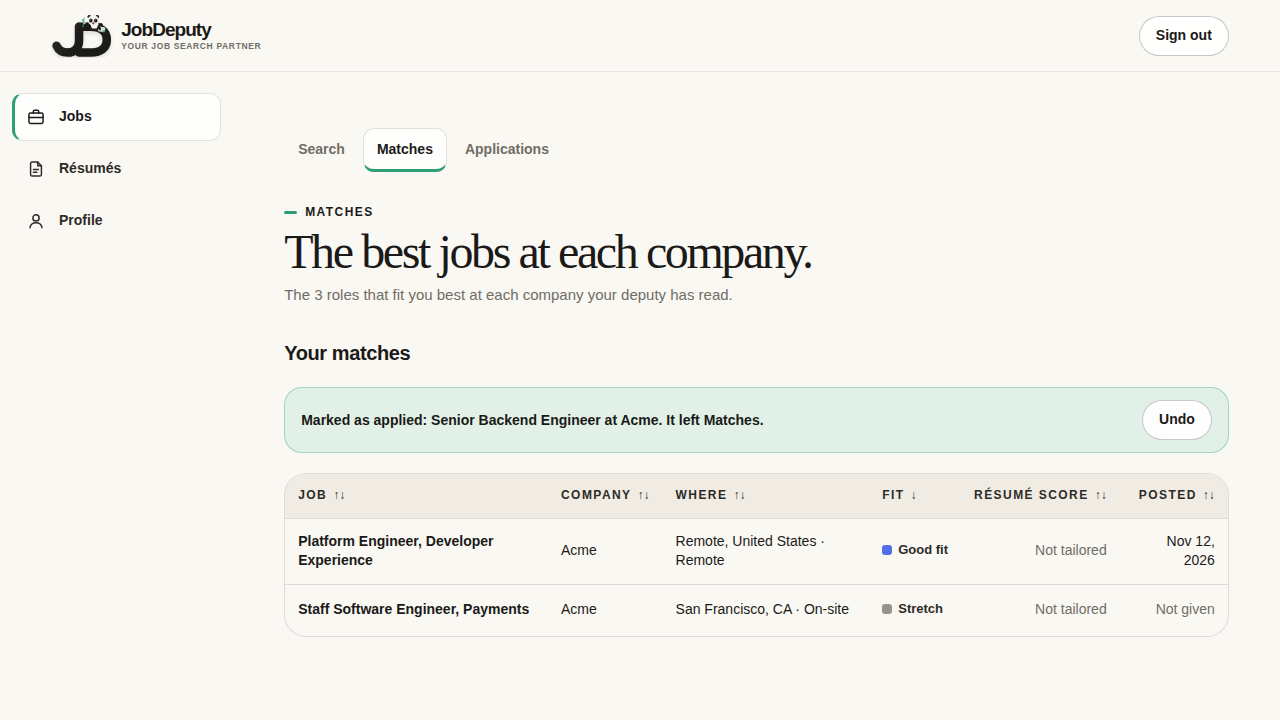 JobDeputy
YOUR JOB SEARCH PARTNER
Sign out
Jobs
Résumés
Profile
Search
Matches
Applications
MATCHES
The best jobs at each company.
The 3 roles that fit you best at each company your deputy has read.
Your matches
Marked as applied: Senior Backend Engineer at Acme. It left Matches.
Undo
JOB ↑↓ COMPANY ↑↓ WHERE ↑↓ FIT ↓ RÉSUMÉ SCORE ↑↓ POSTED ↑↓
Platform Engineer, Developer
Experience
Acme
Remote, United States ·
Remote
Good fit
Not tailored
Nov 12,
2026
Staff Software Engineer, Payments
Acme
San Francisco, CA · On-site
Stretch
Not tailored
Not given